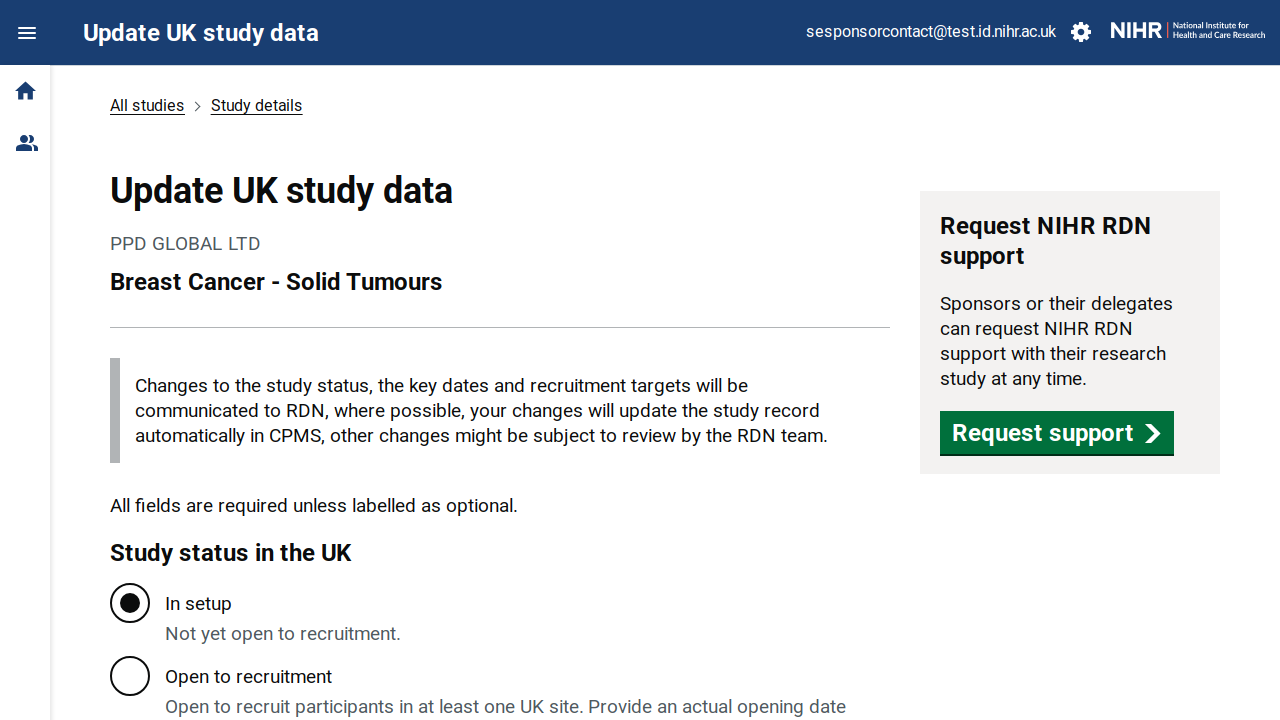 Update UK study data
sesponsorcontact@test.id.nihr.ac.uk
NIHR
National Institute for
Health and Care Research
All studies
Study details
Update UK study data
PPD GLOBAL LTD
Breast Cancer - Solid Tumours
Changes to the study status, the key dates and recruitment targets will be
communicated to RDN, where possible, your changes will update the study record
automatically in CPMS, other changes might be subject to review by the RDN team.
All fields are required unless labelled as optional.
Study status in the UK
In setup
Not yet open to recruitment.
Open to recruitment
Open to recruit participants in at least one UK site. Provide an actual opening date
Request NIHR RDN
support
Sponsors or their delegates
can request NIHR RDN
support with their research
study at any time.
Request support